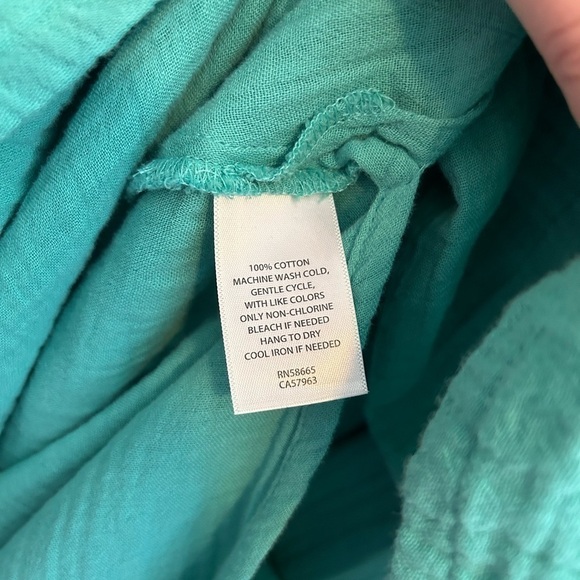 100% COTTON
MACHINE WASH COLD,
GENTLE CYCLE,
WITH LIKE COLORS
ONLY NON-CHLORINE
BLEACH IF NEEDED
HANG TO DRY
COOL IRON IF NEEDED
RN58665
CA57963